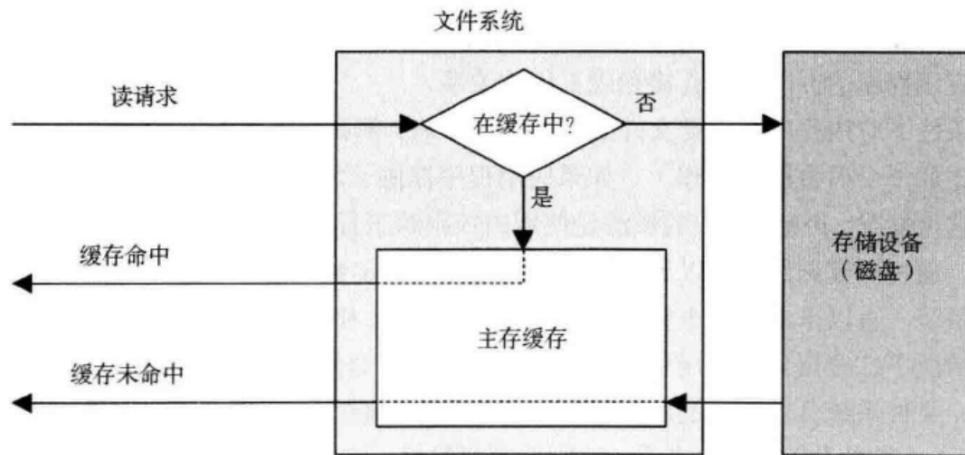 文件系统
读请求
在缓存中?
否
是
缓存命中
存储设备
(磁盘)
主存缓存
缓存未命中